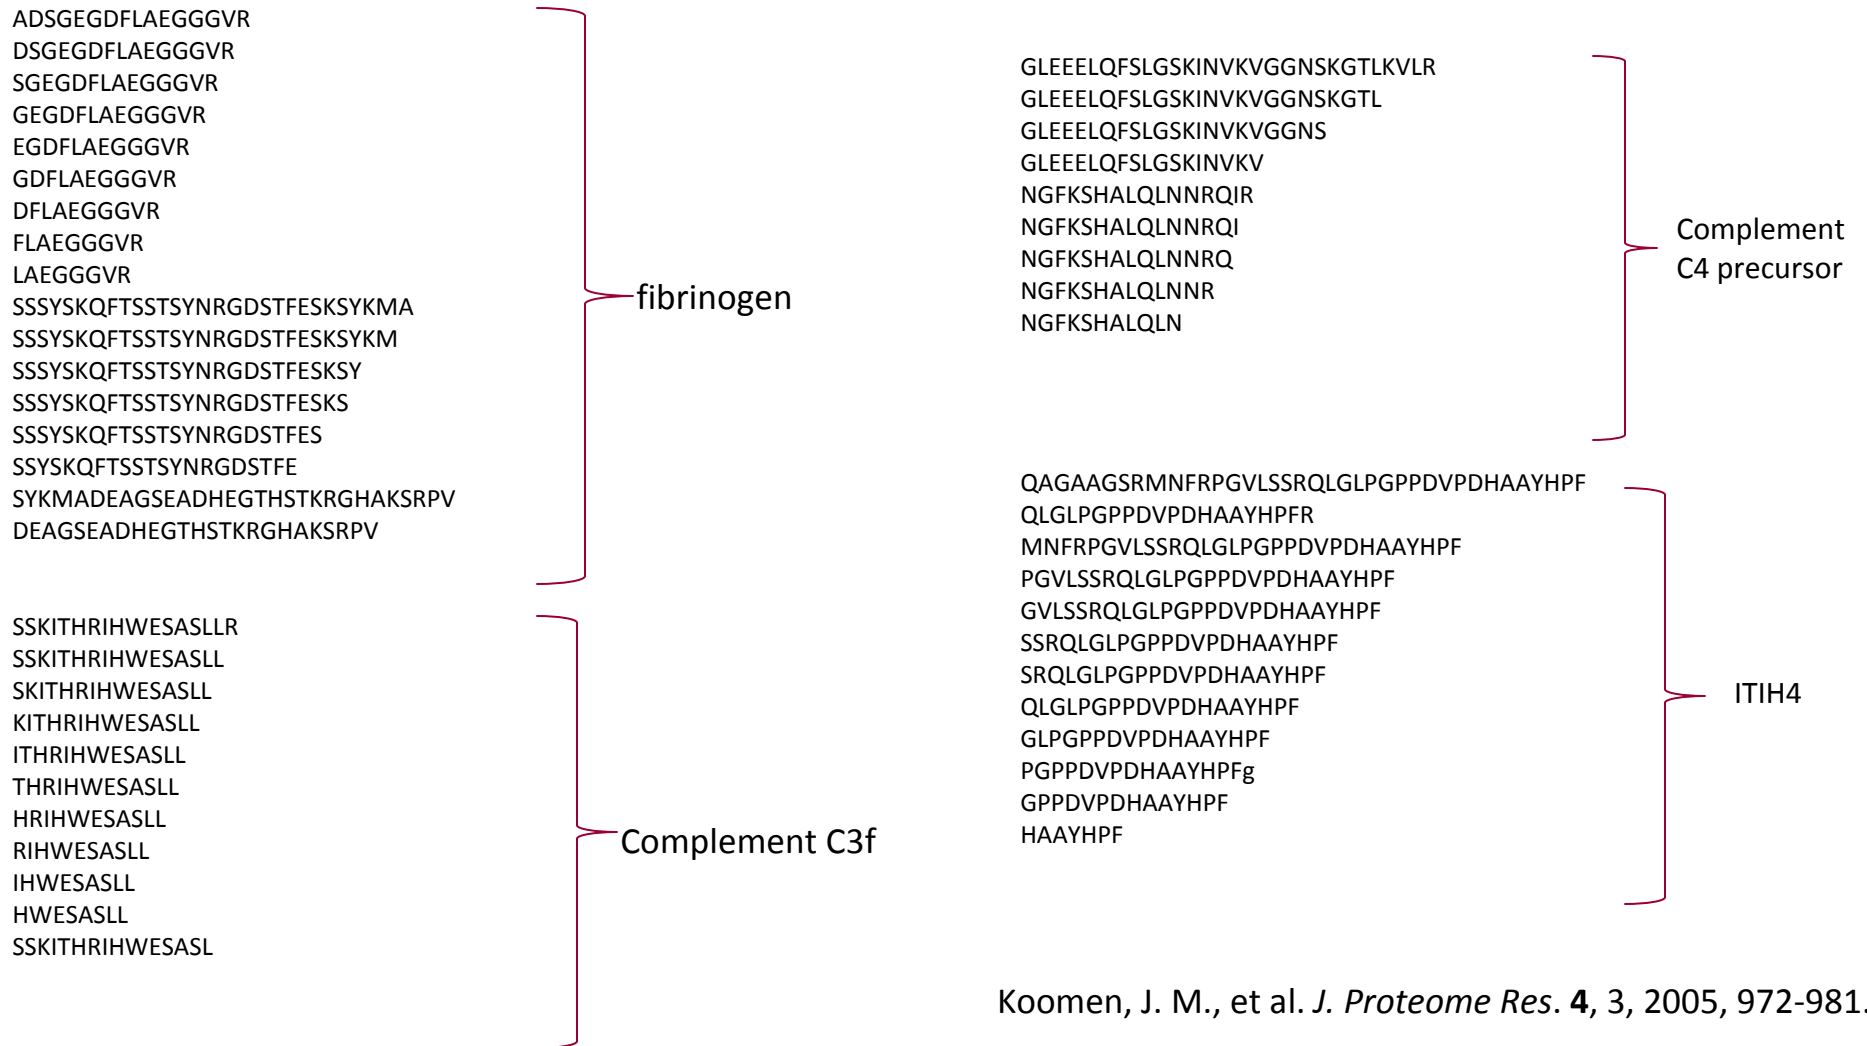 ADSGEGDFLAEGGGVR
DSGEGDFLAEGGGVR
SGEGDFLAEGGGVR
GEGDFLAEGGGVR
EGDFLAEGGGVR
GDFLAEGGGVR
DFLAEGGGVR
FLAEGGGVR
LAEGGGVR
SSSYSKQFTSSTSYNRGDSTFESKSYKMA
SSSYSKQFTSSTSYNRGDSTFESKSYKM
SSSYSKQFTSSTSYNRGDSTFESKSY
SSSYSKQFTSSTSYNRGDSTFESKS
SSSYSKQFTSSTSYNRGDSTFES
SSYSKQFTSSTSYNRGDSTFE
SYKMADEAGSEADHEGTHSTKRGHAKSRPV
DEAGSEADHEGTHSTKRGHAKSRPV
fibrinogen
SSKITHRIHWESASLLR
SSKITHRIHWESASLL
SKITHRIHWESASLL
KITHRIHWESASLL
ITHRIHWESASLL
THRIHWESASLL
HRIHWESASLL
RIHWESASLL
IHWESASLL
HWESASLL
SSKITHRIHWESASL
Complement C3f
GLEEELQFSLGSKINVKVGGNSKGTLKVLR
GLEEELQFSLGSKINVKVGGNSKGTL
GLEEELQFSLGSKINVKVGGNS
GLEEELQFSLGSKINVKV
NGFKSHALQLNNRQIR
NGFKSHALQLNNRQI
NGFKSHALQLNNRQ
NGFKSHALQLNNR
NGFKSHALQLN
Complement
C4 precursor
QAGAAGSRMNFRPGVLSSRQLGLPGPPDVPDHAAYHPF
QLGLPGPPDVPDHAAYHPFR
MNFRPGVLSSRQLGLPGPPDVPDHAAYHPF
PGVLSSRQLGLPGPPDVPDHAAYHPF
GVLSSRQLGLPGPPDVPDHAAYHPF
SSRQLGLPGPPDVPDHAAYHPF
SRQLGLPGPPDVPDHAAYHPF
QLGLPGPPDVPDHAAYHPF
GLPGPPDVPDHAAYHPF
PGPPDVPDHAAYHPFg
GPPDVPDHAAYHPF
HAAYHPF
ITIH4
Koomen, J. M., et al. J. Proteome Res. 4, 3, 2005, 972-981.